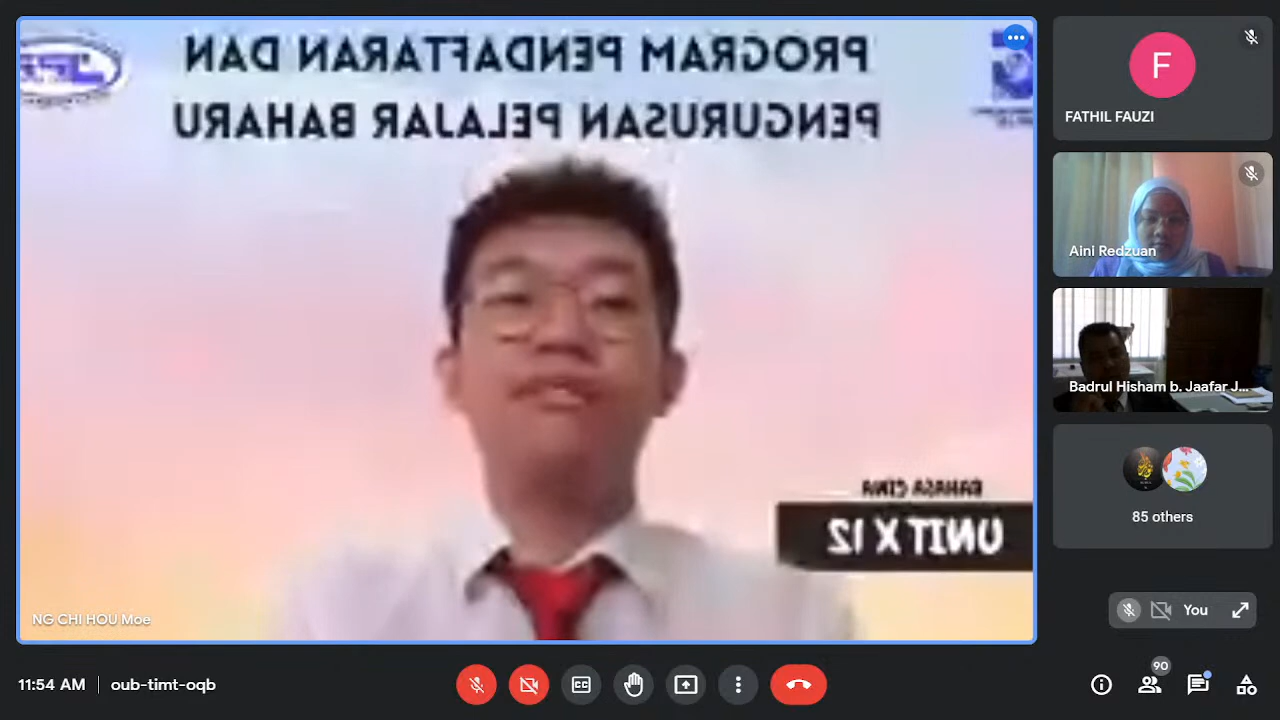 PROGRAM PENDAFTARAN DAN
PENGURUSAN PELAJAR BAHARU
BAHASA CINA
UNIT X 12
NG CHI HOU Moe
F
FATHIL FAUZI
Aini Redzuan
Badrul Hisham b. Jaafar J...
85 others
You
11:54 AM
oub-timt-oqb
90